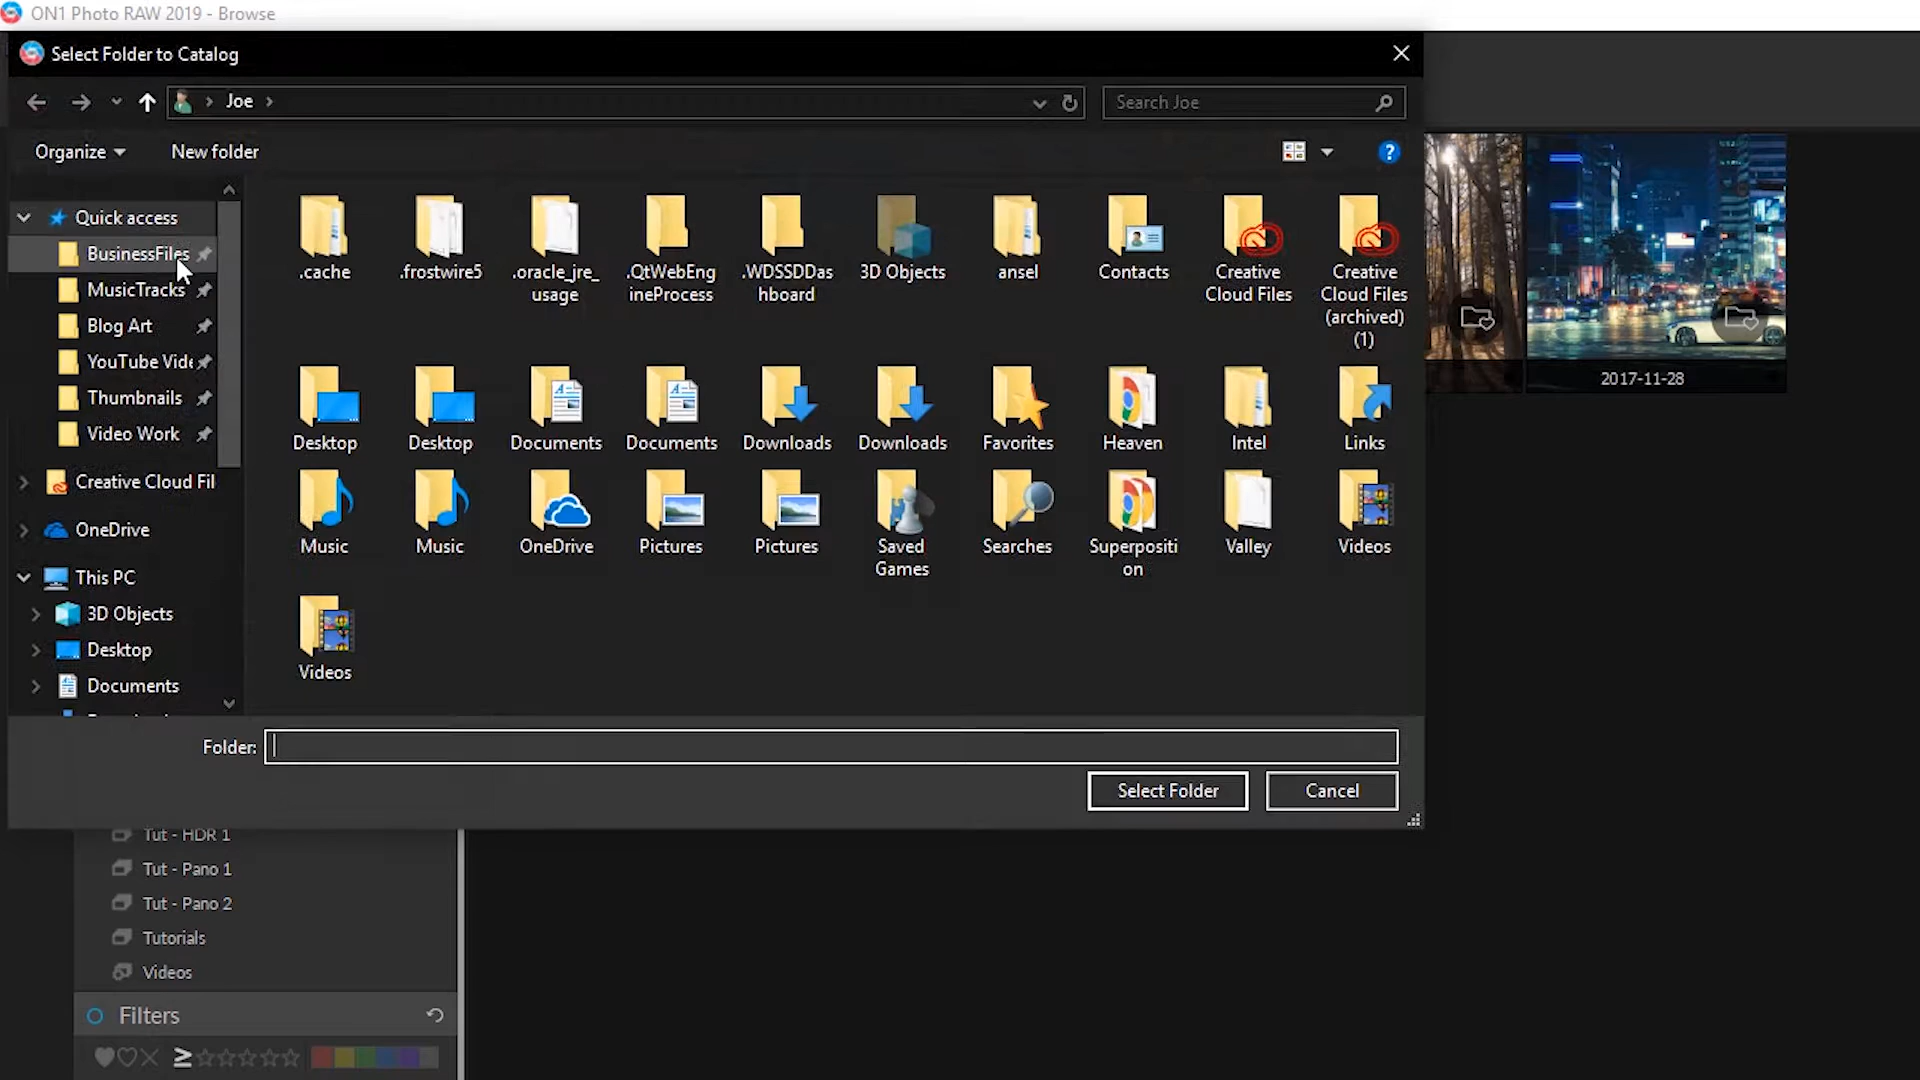 ON1 Photo RAW 2019 - Browse
Select Folder to Catalog
Joe
Search Joe
Organize
New folder
Quick access
BusinessFiles
MusicTracks
Blog Art
YouTube Vide
Thumbnails
Video Work
Creative Cloud Fil
OneDrive
This PC
3D Objects
Desktop
Documents
.cache
.frostwire5
.oracle_jre_
usage
.QtWebEng
ineProcess
.WDSSDDas
hboard
3D Objects
ansel
Contacts
Creative
Cloud Files
Creative
Cloud Files
(archived)
(1)
Desktop
Desktop
Documents
Documents
Downloads
Downloads
Favorites
Heaven
Intel
Links
Music
Music
OneDrive
Pictures
Pictures
Saved
Games
Searches
Superpositi
on
Valley
Videos
Videos
2017-11-28
Folder:
Select Folder
Cancel
Tut - HDR 1
Tut - Pano 1
Tut - Pano 2
Tutorials
Videos
Filters